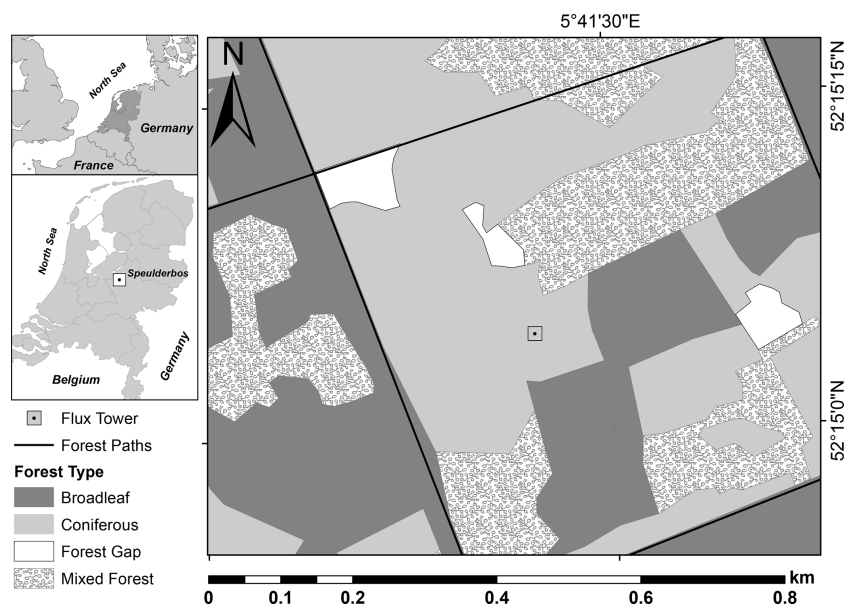 5°41'30"E
N
52°15'15"N
52°15'0"N
North Sea
Germany
France
North Sea
Speulderbos
Germany
Belgium
Flux Tower
Forest Paths
Forest Type
Broadleaf
Coniferous
Forest Gap
Mixed Forest
km
0 0.1 0.2 0.4 0.6 0.8